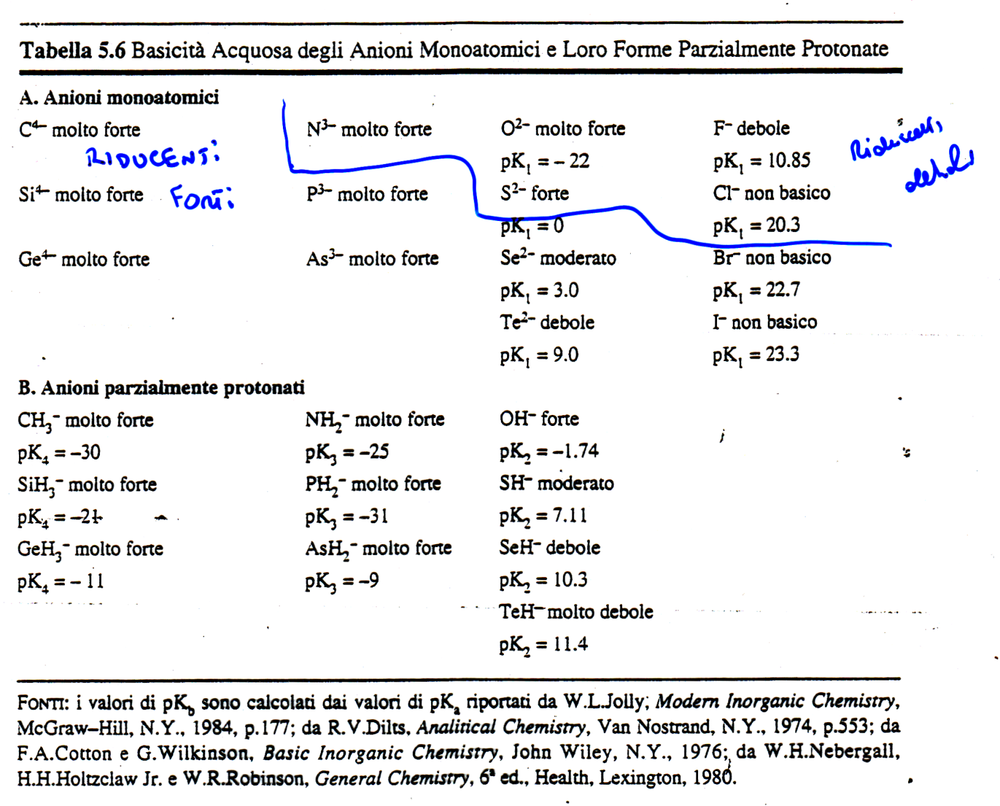 Tabella 5.6 Basicità Acquosa degli Anioni Monoatomici e Loro Forme Parzialmente Protonate
A. Anioni monoatomici
C⁴⁻ molto forte N³⁻ molto forte O²⁻ molto forte F⁻ debole
RIDUCENTi pK₁ = – 22 pK₁ = 10.85 Riducenti
deboli
Si⁴⁻ molto forte FORTi P³⁻ molto forte S²⁻ forte Cl⁻ non basico
pK₁ = 0 pK₁ = 20.3
Ge⁴⁻ molto forte As³⁻ molto forte Se²⁻ moderato Br⁻ non basico
pK₁ = 3.0 pK₁ = 22.7
Te²⁻ debole I⁻ non basico
pK₁ = 9.0 pK₁ = 23.3
B. Anioni parzialmente protonati
CH₃⁻ molto forte NH₂⁻ molto forte OH⁻ forte
pK₄ = –30 pK₃ = –25 pK₂ = –1.74
SiH₃⁻ molto forte PH₂⁻ molto forte SH⁻ moderato
pK₄ = –21 pK₃ = –31 pK₂ = 7.11
GeH₃⁻ molto forte AsH₂⁻ molto forte SeH⁻ debole
pK₄ = – 11 pK₃ = –9 pK₂ = 10.3
TeH⁻ molto debole
pK₂ = 11.4
FONTI: i valori di pK_b sono calcolati dai valori di pK_a riportati da W.L.Jolly; Modern Inorganic Chemistry,
McGraw–Hill, N.Y., 1984, p.177; da R.V.Dilts, Analitical Chemistry, Van Nostrand, N.Y., 1974, p.553; da
F.A.Cotton e G.Wilkinson, Basic Inorganic Chemistry, John Wiley, N.Y., 1976; da W.H.Nebergall,
H.H.Holtzclaw Jr. e W.R.Robinson, General Chemistry, 6ª ed., Health, Lexington, 1980.